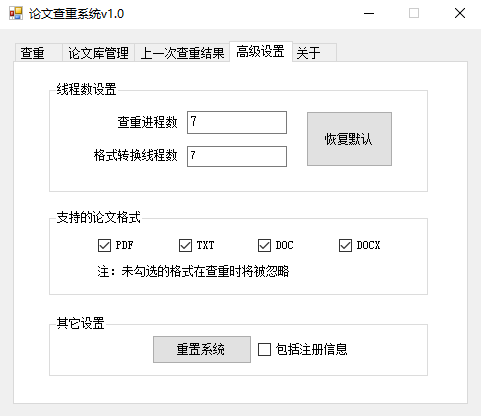 论文查重系统v1.0
查重 论文库管理 上一次查重结果 高级设置 关于
线程数设置
查重进程数 7
恢复默认
格式转换线程数 7
支持的论文格式
PDF TXT DOC DOCX
注：未勾选的格式在查重时将被忽略
其它设置
重置系统 包括注册信息